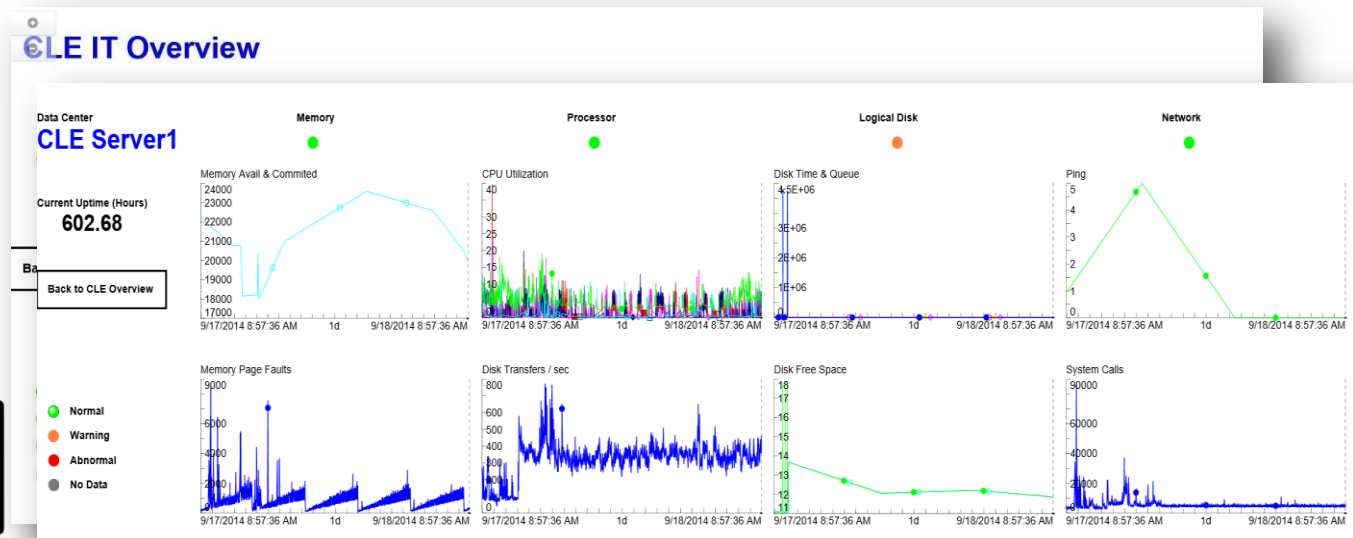 CLE IT Overview
Data Center
CLE Server1
Memory
Processor
Logical Disk
Network
Current Uptime (Hours)
602.68
Ba
Back to CLE Overview
Memory Avail & Commited
24000
23000
22000
21000
20000
19000
18000
17000
9/17/2014 8:57:36 AM 1d 9/18/2014 8:57:36 AM
CPU Utilization
40
30
20
15
10
9/17/2014 8:57:36 AM 1d 9/18/2014 8:57:36 AM
Disk Time & Queue
4.5E+06
3E+06
2E+06
1E+06
0
9/17/2014 8:57:36 AM 1d 9/18/2014 8:57:36 AM
Ping
5
4
3
2
1
0
9/17/2014 8:57:36 AM 1d 9/18/2014 8:57:36 AM
Normal
Warning
Abnormal
No Data
Memory Page Faults
9000
6000
4000
2000
0
9/17/2014 8:57:36 AM 1d 9/18/2014 8:57:36 AM
Disk Transfers / sec
800
600
500
400
300
200
0
9/17/2014 8:57:36 AM 1d 9/18/2014 8:57:36 AM
Disk Free Space
18
17
16
15
14
13
12
11
9/17/2014 8:57:36 AM 1d 9/18/2014 8:57:36 AM
System Calls
90000
60000
40000
20000
0
9/17/2014 8:57:36 AM 1d 9/18/2014 8:57:36 AM